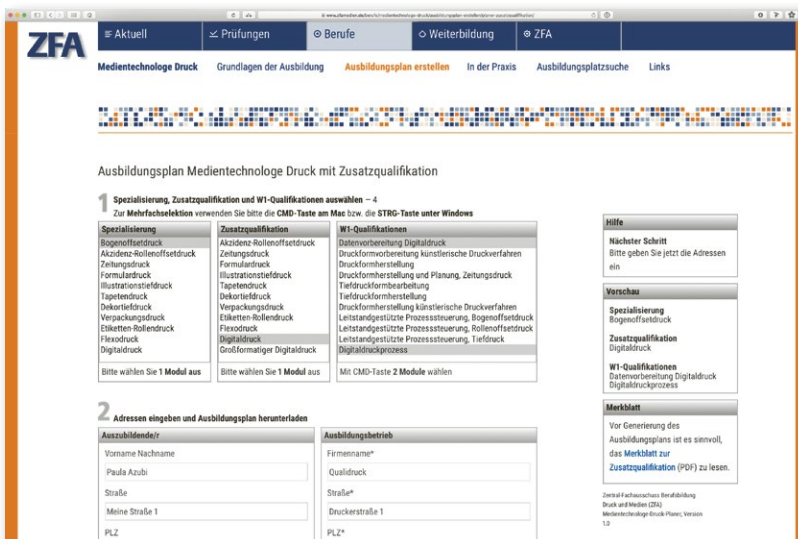 www.zfamedien.de/berufe/medientechnologe-druck/ausbildungsplan-erstellen/planer-zusatzqualifikation/
ZFA
Aktuell
Prüfungen
Berufe
Weiterbildung
ZFA
Medientechnologe Druck
Grundlagen der Ausbildung
Ausbildungsplan erstellen
In der Praxis
Ausbildungsplatzsuche
Links
Ausbildungsplan Medientechnologe Druck mit Zusatzqualifikation
1 Spezialisierung, Zusatzqualifikation und W1-Qualifikationen auswählen – 4
Zur Mehrfachselektion verwenden Sie bitte die CMD-Taste am Mac bzw. die STRG-Taste unter Windows
Spezialisierung
Bogenoffsetdruck
Akzidenz-Rollenoffsetdruck
Zeitungsdruck
Formulardruck
Illustrationstiefdruck
Tapetendruck
Dekortiefdruck
Verpackungsdruck
Etiketten-Rollendruck
Flexodruck
Digitaldruck
Bitte wählen Sie 1 Modul aus
Zusatzqualifikation
Akzidenz-Rollenoffsetdruck
Zeitungsdruck
Formulardruck
Illustrationstiefdruck
Tapetendruck
Dekortiefdruck
Verpackungsdruck
Etiketten-Rollendruck
Flexodruck
Digitaldruck
Großformatiger Digitaldruck
Bitte wählen Sie 1 Modul aus
W1-Qualifikationen
Datenvorbereitung Digitaldruck
Druckformvorbereitung künstlerische Druckverfahren
Druckformherstellung
Druckformherstellung und Planung, Zeitungsdruck
Tiefdruckformbearbeitung
Tiefdruckformherstellung
Druckformherstellung künstlerische Druckverfahren
Leitstandgestützte Prozesssteuerung, Bogenoffsetdruck
Leitstandgestützte Prozesssteuerung, Rollenoffsetdruck
Leitstandgestützte Prozesssteuerung, Tiefdruck
Digitaldruckprozess
Mit CMD-Taste 2 Module wählen
2 Adressen eingeben und Ausbildungsplan herunterladen
Auszubildende/r
Vorname Nachname
Paula Azubi
Straße
Meine Straße 1
PLZ
Ausbildungsbetrieb
Firmenname*
Qualidruck
Straße*
Druckerstraße 1
PLZ*
Hilfe
Nächster Schritt
Bitte geben Sie jetzt die Adressen
ein
Vorschau
Spezialisierung
Bogenoffsetdruck
Zusatzqualifikation
Digitaldruck
W1-Qualifikationen
Datenvorbereitung Digitaldruck
Digitaldruckprozess
Merkblatt
Vor Generierung des
Ausbildungsplans ist es sinnvoll,
das Merkblatt zur
Zusatzqualifikation (PDF) zu lesen.
Zentral-Fachausschuss Berufsbildung
Druck und Medien (ZFA)
Medientechnologe-Druck-Planer, Version
1.0